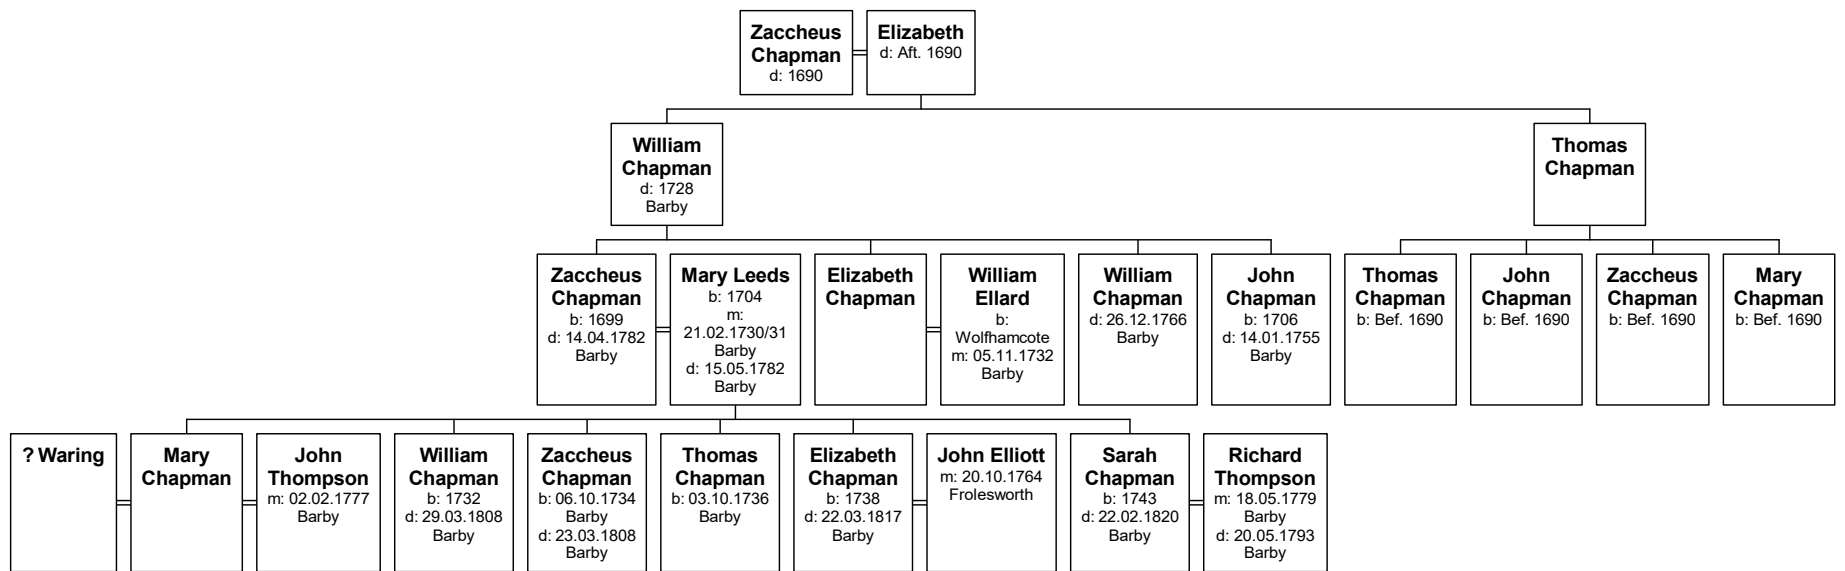 Zaccheus
Chapman
d: 1690
Elizabeth
d: Aft. 1690
William
Chapman
d: 1728
Barby
Thomas
Chapman
Zaccheus
Chapman
b: 1699
d: 14.04.1782
Barby
Mary Leeds
b: 1704
m:
21.02.1730/31
Barby
d: 15.05.1782
Barby
Elizabeth
Chapman
William
Ellard
b:
Wolfhamcote
m: 05.11.1732
Barby
William
Chapman
d: 26.12.1766
Barby
John
Chapman
b: 1706
d: 14.01.1755
Barby
Thomas
Chapman
b: Bef. 1690
John
Chapman
b: Bef. 1690
Zaccheus
Chapman
b: Bef. 1690
Mary
Chapman
b: Bef. 1690
? Waring
Mary
Chapman
John
Thompson
m: 02.02.1777
Barby
William
Chapman
b: 1732
d: 29.03.1808
Barby
Zaccheus
Chapman
b: 06.10.1734
Barby
d: 23.03.1808
Barby
Thomas
Chapman
b: 03.10.1736
Barby
Elizabeth
Chapman
b: 1738
d: 22.03.1817
Barby
John Elliott
m: 20.10.1764
Frolesworth
Sarah
Chapman
b: 1743
d: 22.02.1820
Barby
Richard
Thompson
m: 18.05.1779
Barby
d: 20.05.1793
Barby